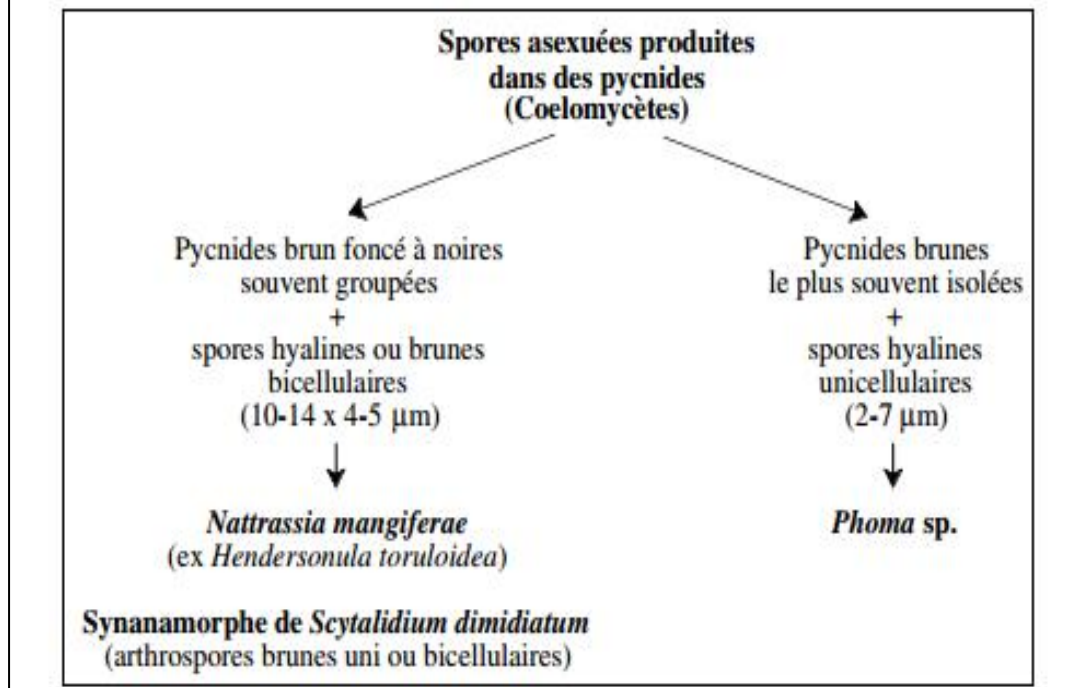 Spores asexuées produites
dans des pycnides
(Coelomycètes)
Pycnides brun foncé à noires
souvent groupées
+
spores hyalines ou brunes
bicellulaires
(10-14 x 4-5 µm)
Nattrassia mangiferae
(ex Hendersonula toruloidea)
Synanamorphe de Scytalidium dimidiatum
(arthrospores brunes uni ou bicellulaires)
Pycnides brunes
le plus souvent isolées
+
spores hyalines
unicellulaires
(2-7 µm)
Phoma sp.